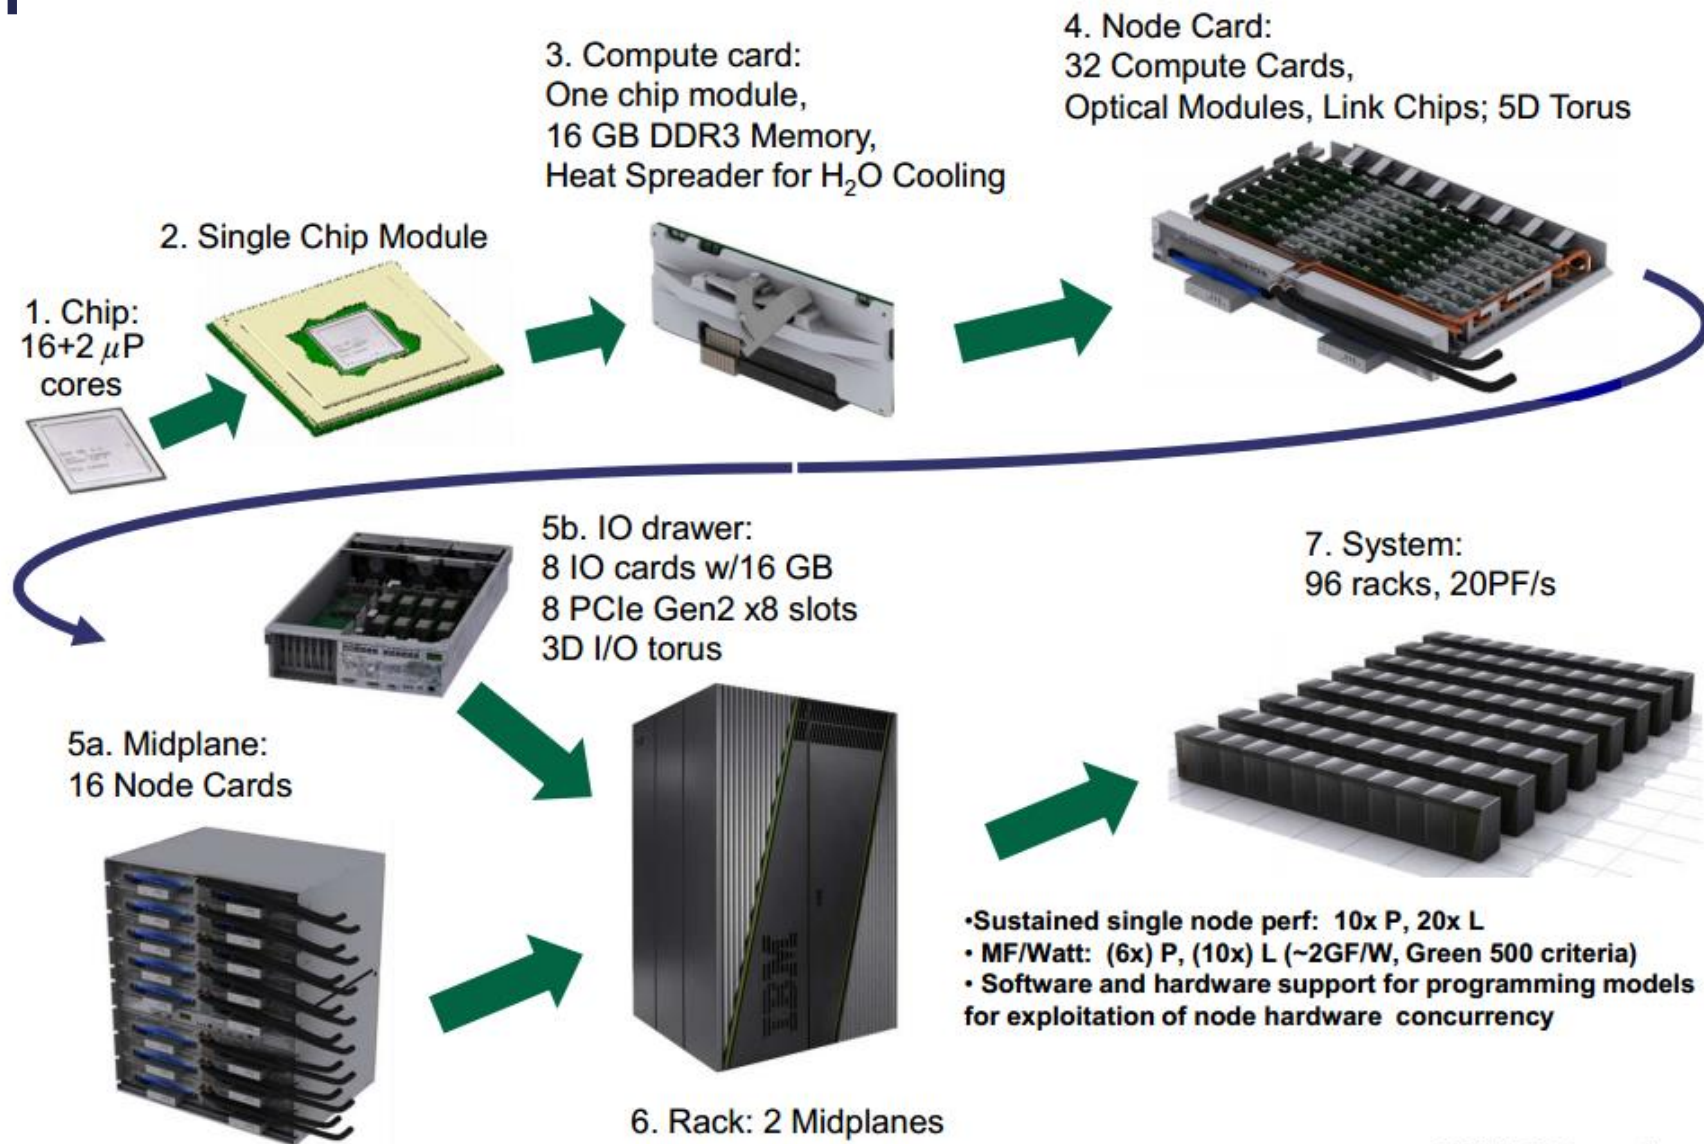 1. Chip:
16+2 μP
cores
2. Single Chip Module
3. Compute card:
One chip module,
16 GB DDR3 Memory,
Heat Spreader for H₂O Cooling
4. Node Card:
32 Compute Cards,
Optical Modules, Link Chips; 5D Torus
5a. Midplane:
16 Node Cards
5b. IO drawer:
8 IO cards w/16 GB
8 PCIe Gen2 x8 slots
3D I/O torus
6. Rack: 2 Midplanes
IBM
7. System:
96 racks, 20PF/s
•Sustained single node perf: 10x P, 20x L
• MF/Watt: (6x) P, (10x) L (~2GF/W, Green 500 criteria)
• Software and hardware support for programming models
for exploitation of node hardware concurrency